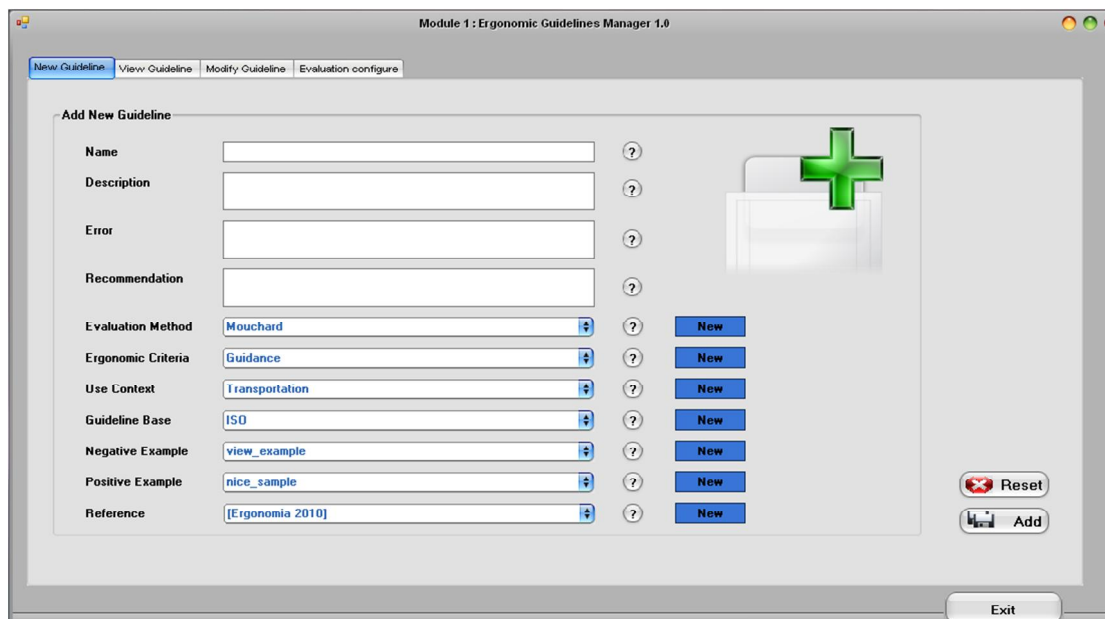 Module 1 : Ergonomic Guidelines Manager 1.0
New Guideline View Guideline Modify Guideline Evaluation configure
Add New Guideline
Name ?
Description ?
Error ?
Recommendation ?
Evaluation Method Mouchard ? New
Ergonomic Criteria Guidance ? New
Use Context Transportation ? New
Guideline Base ISO ? New
Negative Example view_example ? New
Positive Example nice_sample ? New
Reference [Ergonomia 2010] ? New
Reset
Add
Exit